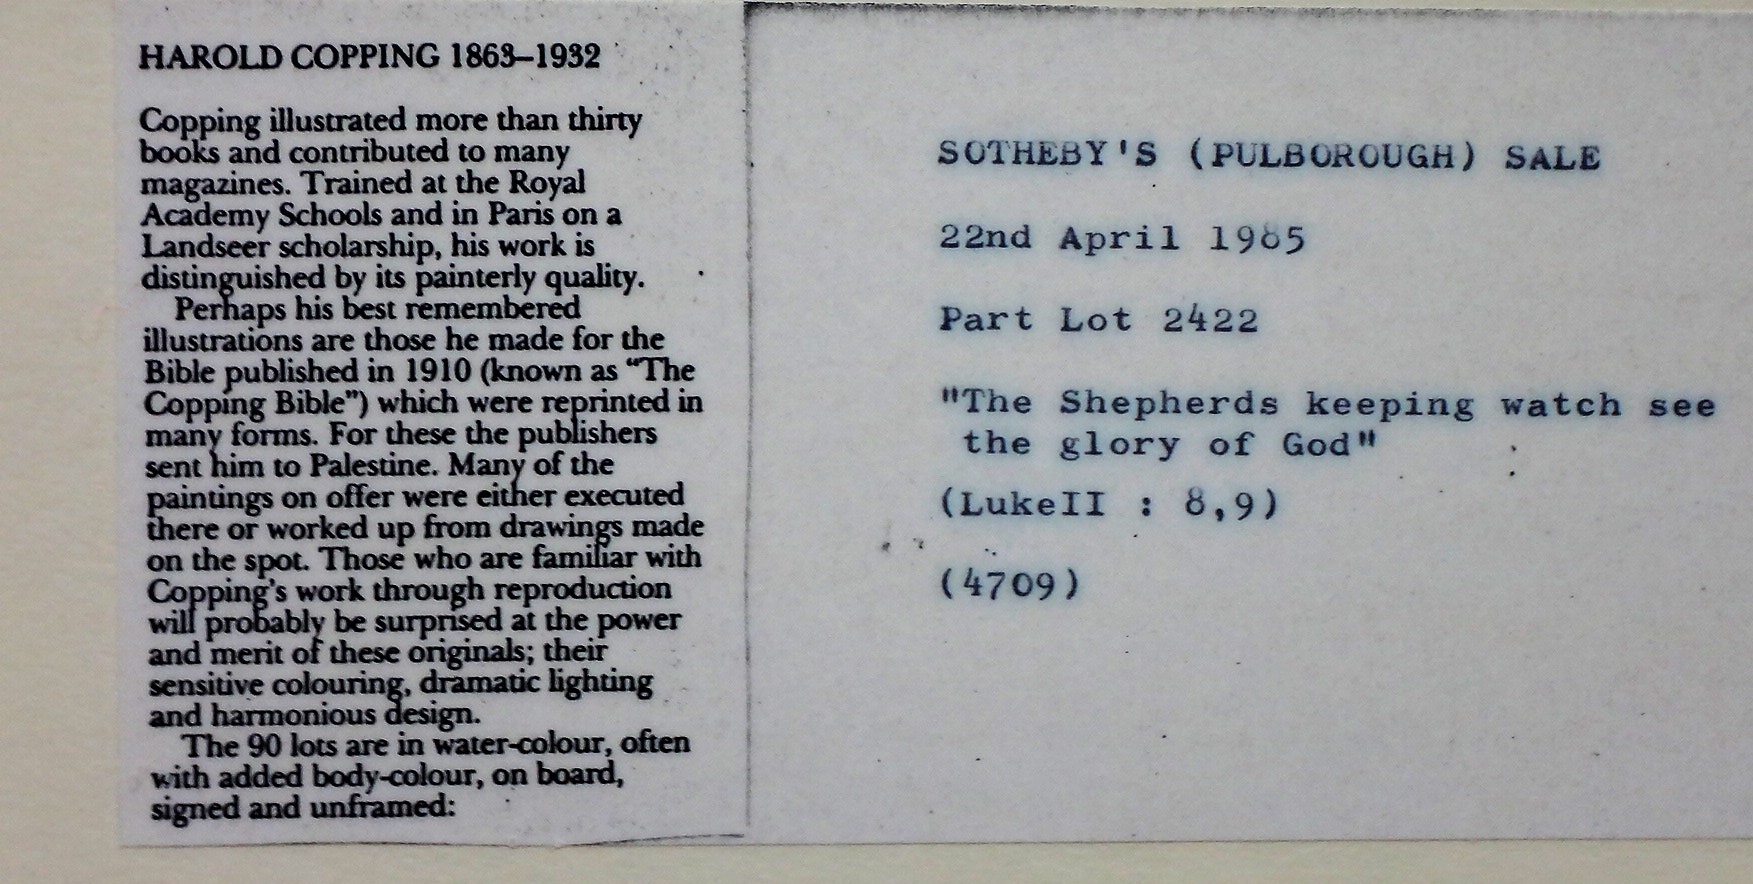 HAROLD COPPING 1863–1932
Copping illustrated more than thirty
books and contributed to many
magazines. Trained at the Royal
Academy Schools and in Paris on a
Landseer scholarship, his work is
distinguished by its painterly quality.
Perhaps his best remembered
illustrations are those he made for the
Bible published in 1910 (known as “The
Copping Bible”) which were reprinted in
many forms. For these the publishers
sent him to Palestine. Many of the
paintings on offer were either executed
there or worked up from drawings made
on the spot. Those who are familiar with
Copping's work through reproduction
will probably be surprised at the power
and merit of these originals; their
sensitive colouring, dramatic lighting
and harmonious design.
The 90 lots are in water-colour, often
with added body-colour, on board,
signed and unframed:
SOTHEBY'S (PULBOROUGH) SALE
22nd April 1985
Part Lot 2422
"The Shepherds keeping watch see
the glory of God"
(LukeII : 8,9)
(4709)